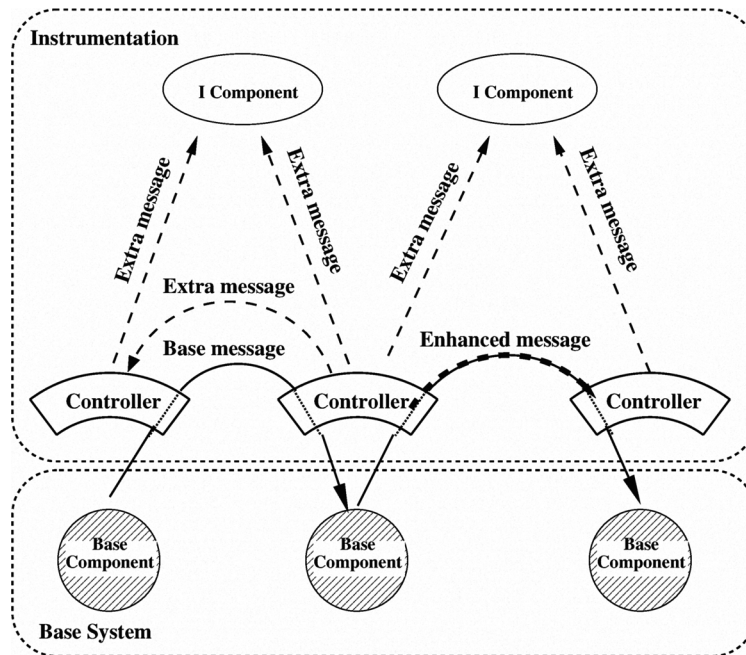 Instrumentation
I Component
I Component
Extra message
Extra message
Extra message
Extra message
Extra message
Base message
Enhanced message
Controller
Controller
Controller
Base
Component
Base
Component
Base
Component
Base System